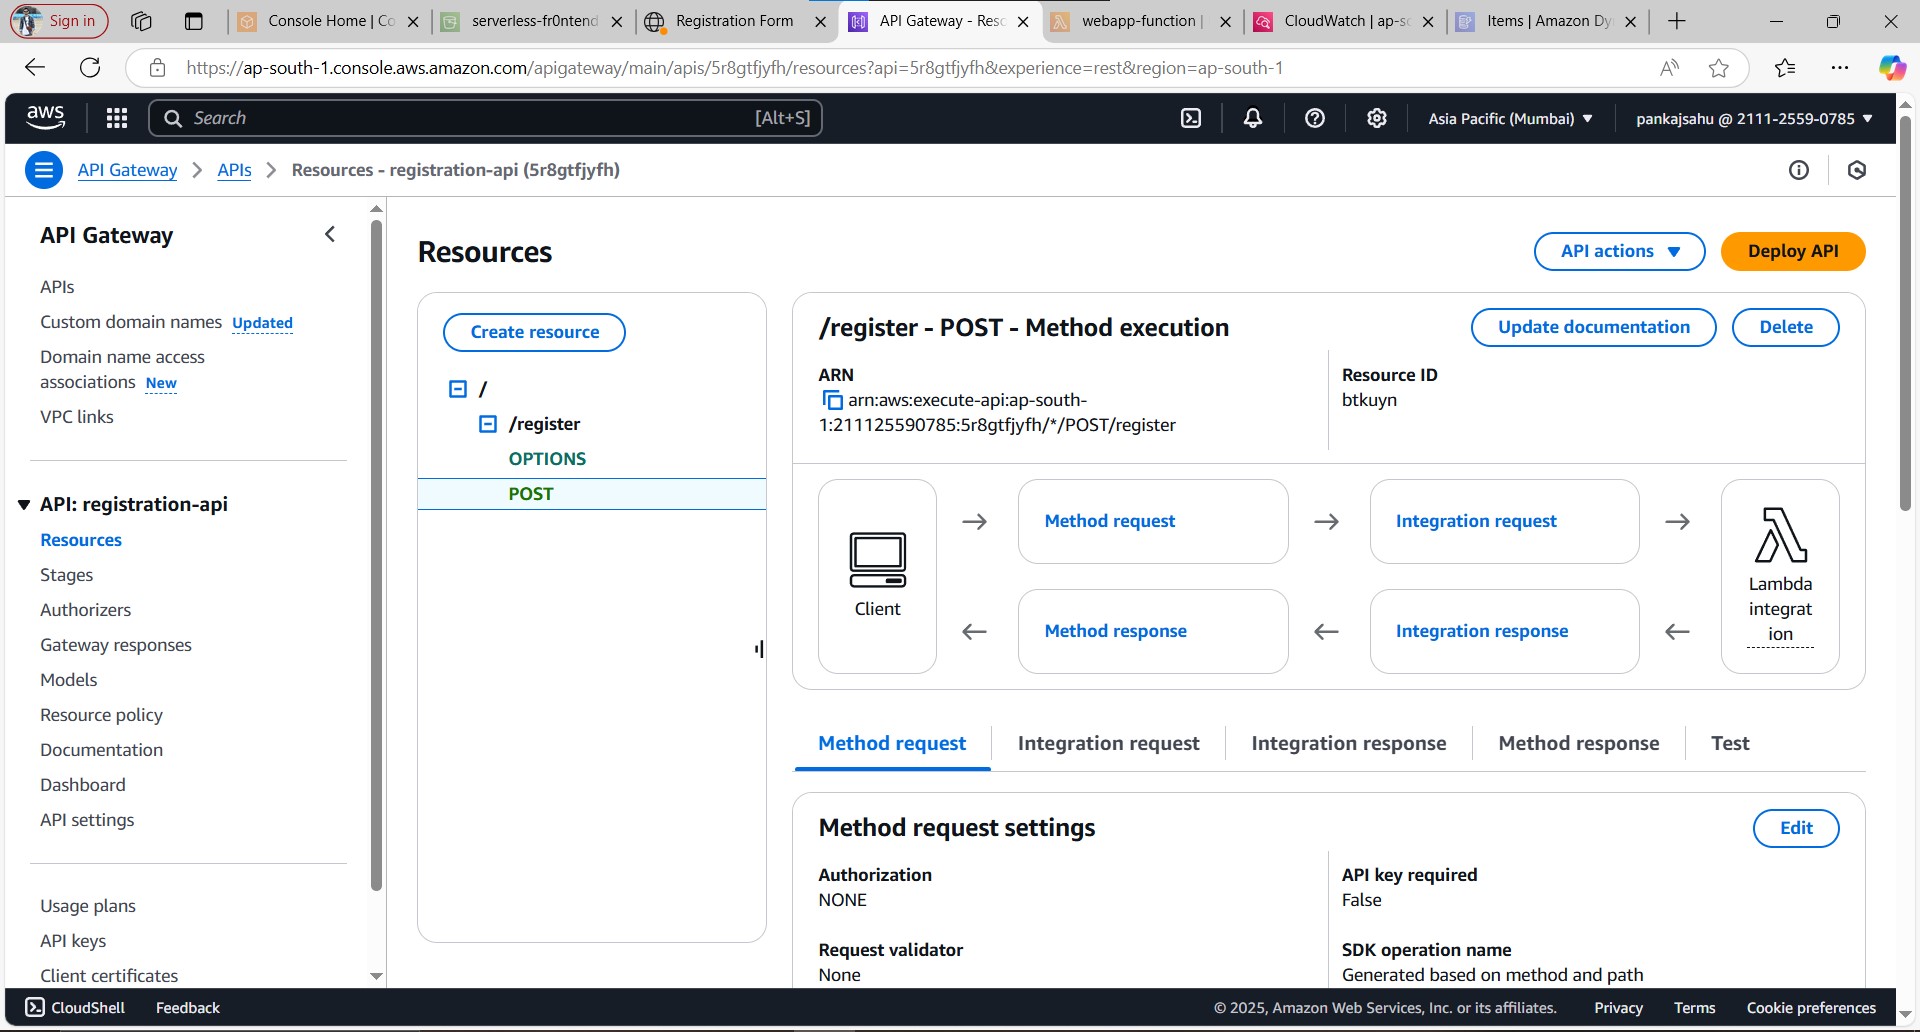 Sign in
Console Home | Co
serverless-fr0ntend
Registration Form
API Gateway - Reso
webapp-function |
CloudWatch | ap-so
Items | Amazon Dy
https://ap-south-1.console.aws.amazon.com/apigateway/main/apis/5r8gtfjyfh/resources?api=5r8gtfjyfh&experience=rest&region=ap-south-1
aws
Search
[Alt+S]
Asia Pacific (Mumbai)
pankajsahu @ 2111-2559-0785
API Gateway
APIs
Resources - registration-api (5r8gtfjyfh)
API Gateway
APIs
Custom domain names Updated
Domain name access
associations New
VPC links
API: registration-api
Resources
Stages
Authorizers
Gateway responses
Models
Resource policy
Documentation
Dashboard
API settings
Usage plans
API keys
Client certificates
Resources
API actions
Deploy API
Create resource
/
/register
OPTIONS
POST
/register - POST - Method execution
Update documentation
Delete
ARN
arn:aws:execute-api:ap-south-
1:211125590785:5r8gtfjyfh/*/POST/register
Resource ID
btkuyn
Client
Method request
Integration request
Method response
Integration response
Lambda
integrat
ion
Method request
Integration request
Integration response
Method response
Test
Method request settings
Edit
Authorization
NONE
API key required
False
Request validator
None
SDK operation name
Generated based on method and path
CloudShell
Feedback
© 2025, Amazon Web Services, Inc. or its affiliates.
Privacy
Terms
Cookie preferences